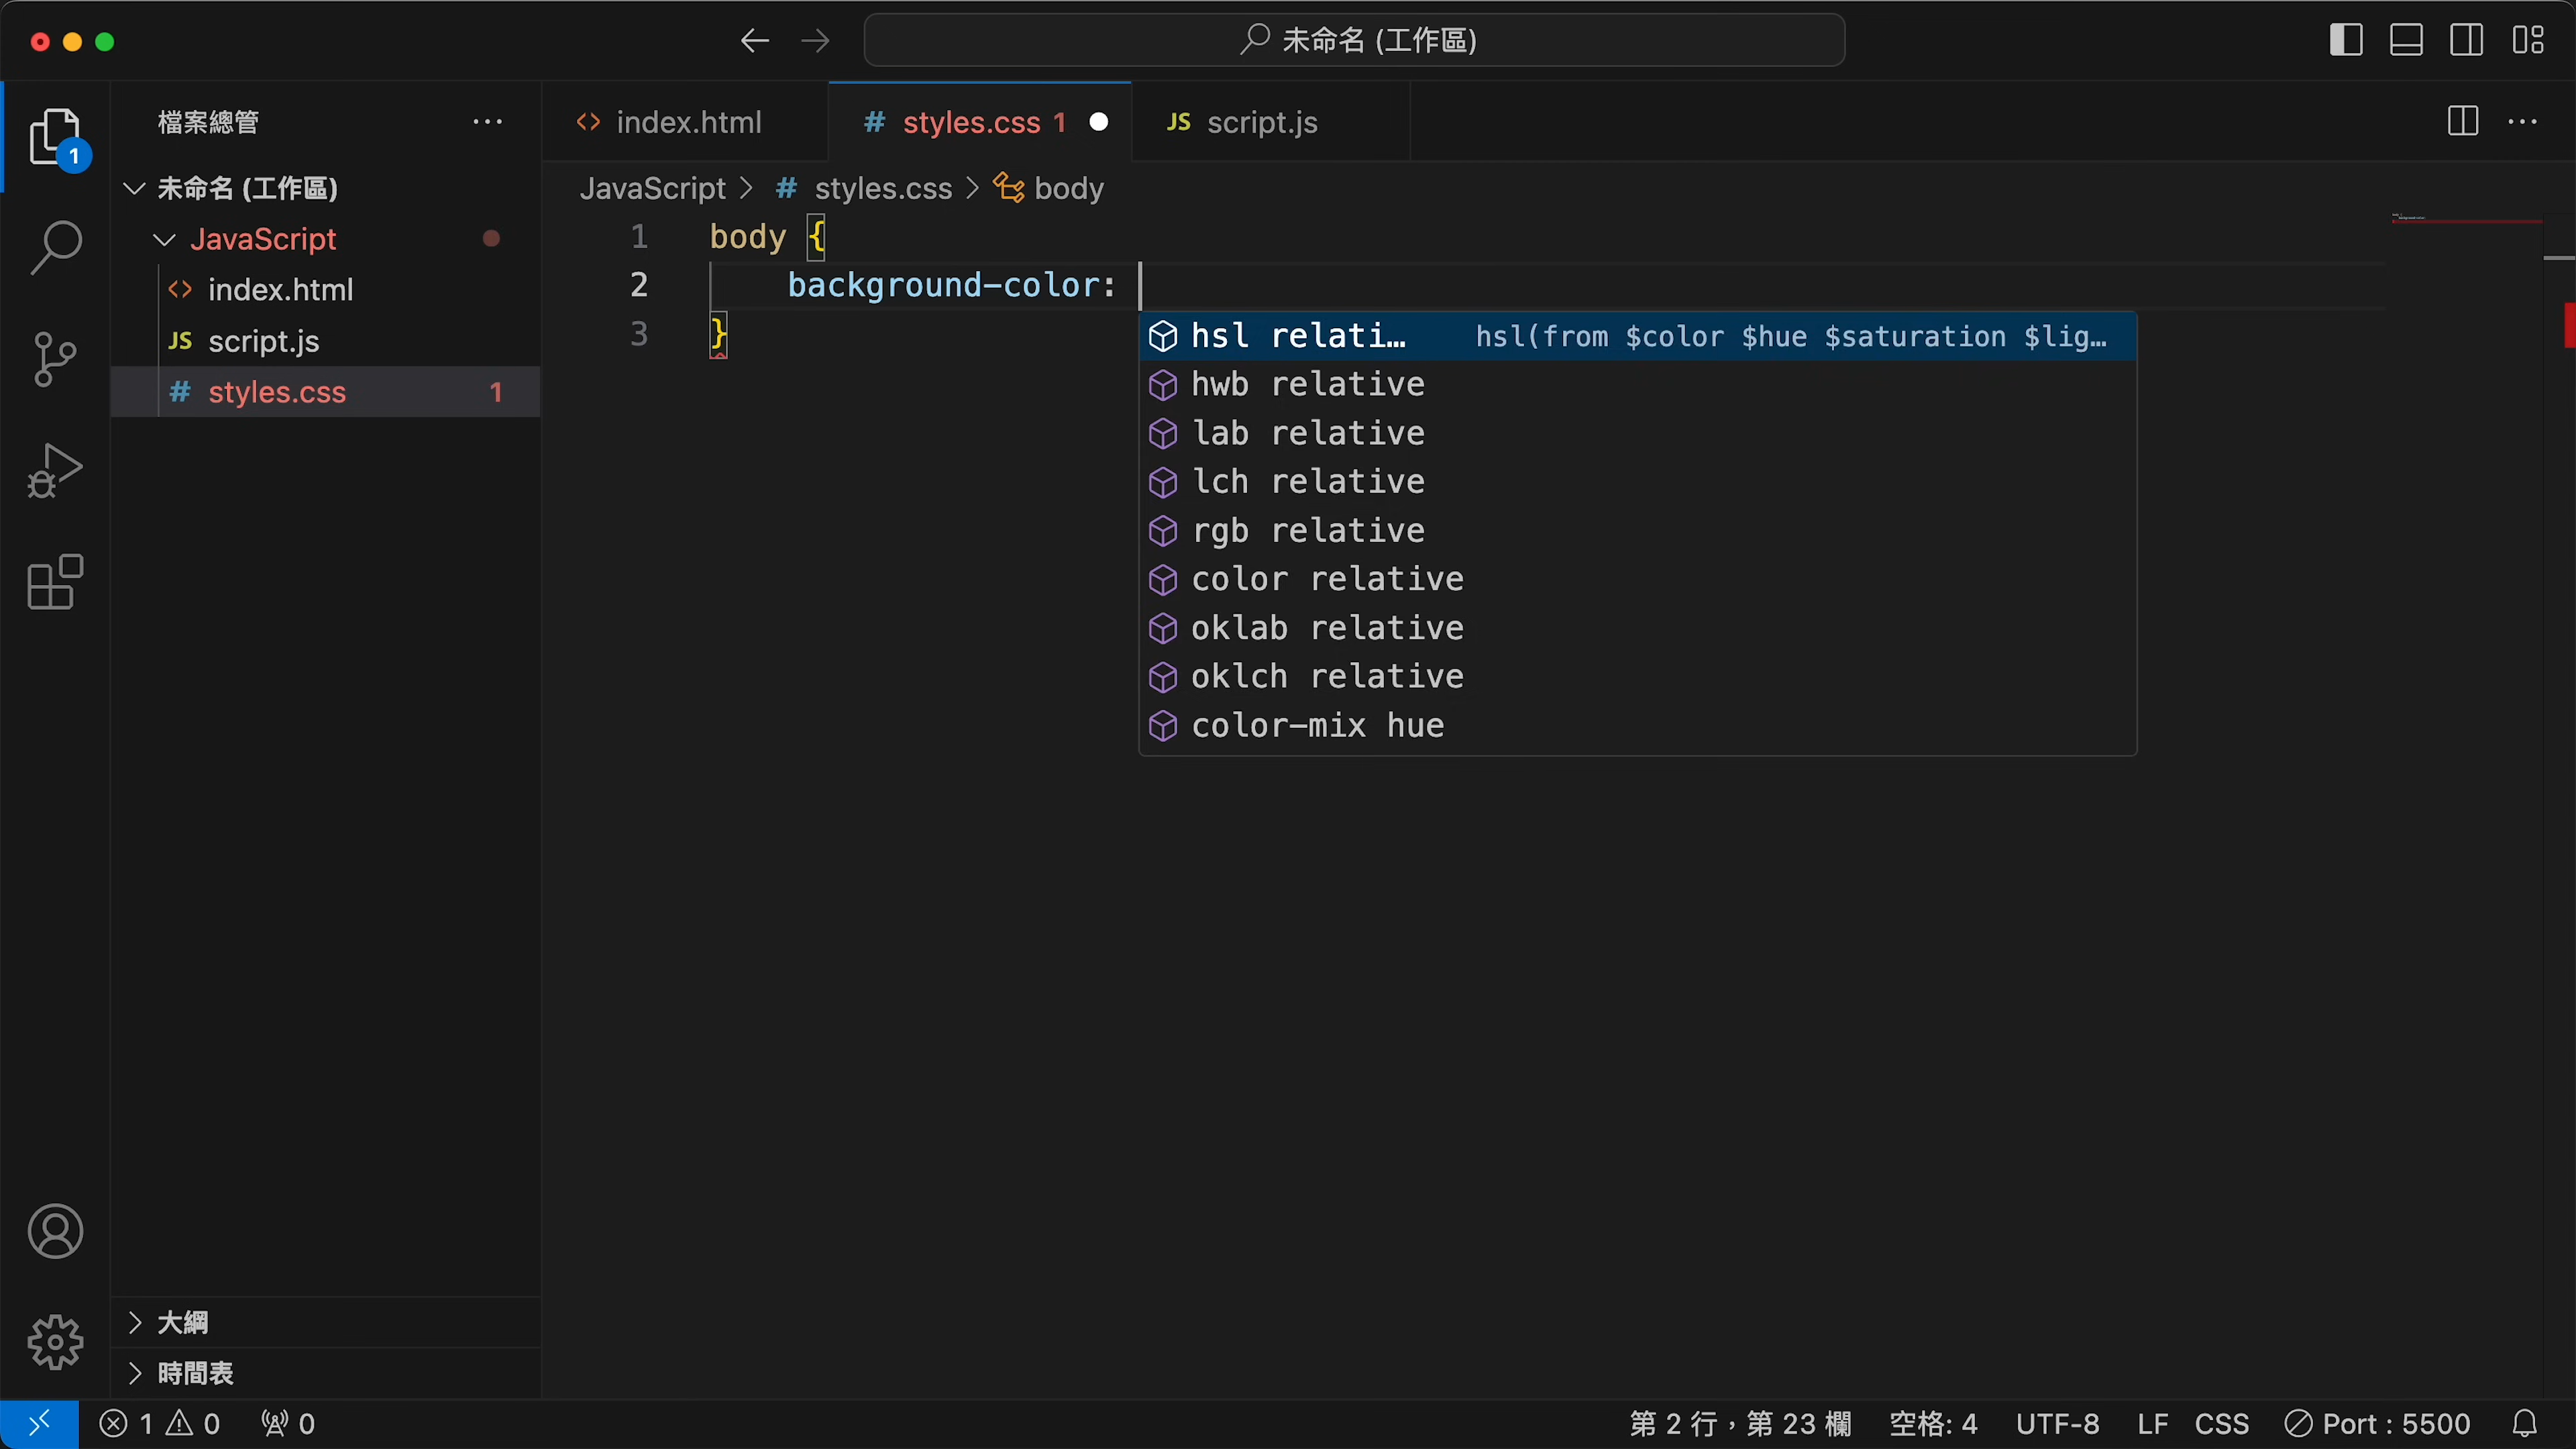 未命名 (工作區)
檔案總管
index.html
styles.css 1
JS script.js
1
未命名 (工作區)
JavaScript > # styles.css > body
JavaScript
index.html
JS script.js
# styles.css 1
1 body {
2 background-color:
3 }
hsl relati… hsl(from $color $hue $saturation $lig…
hwb relative
lab relative
lch relative
rgb relative
color relative
oklab relative
oklch relative
color-mix hue
大綱
時間表
1 0 0
第 2 行，第 23 欄 空格: 4 UTF-8 LF CSS Port : 5500